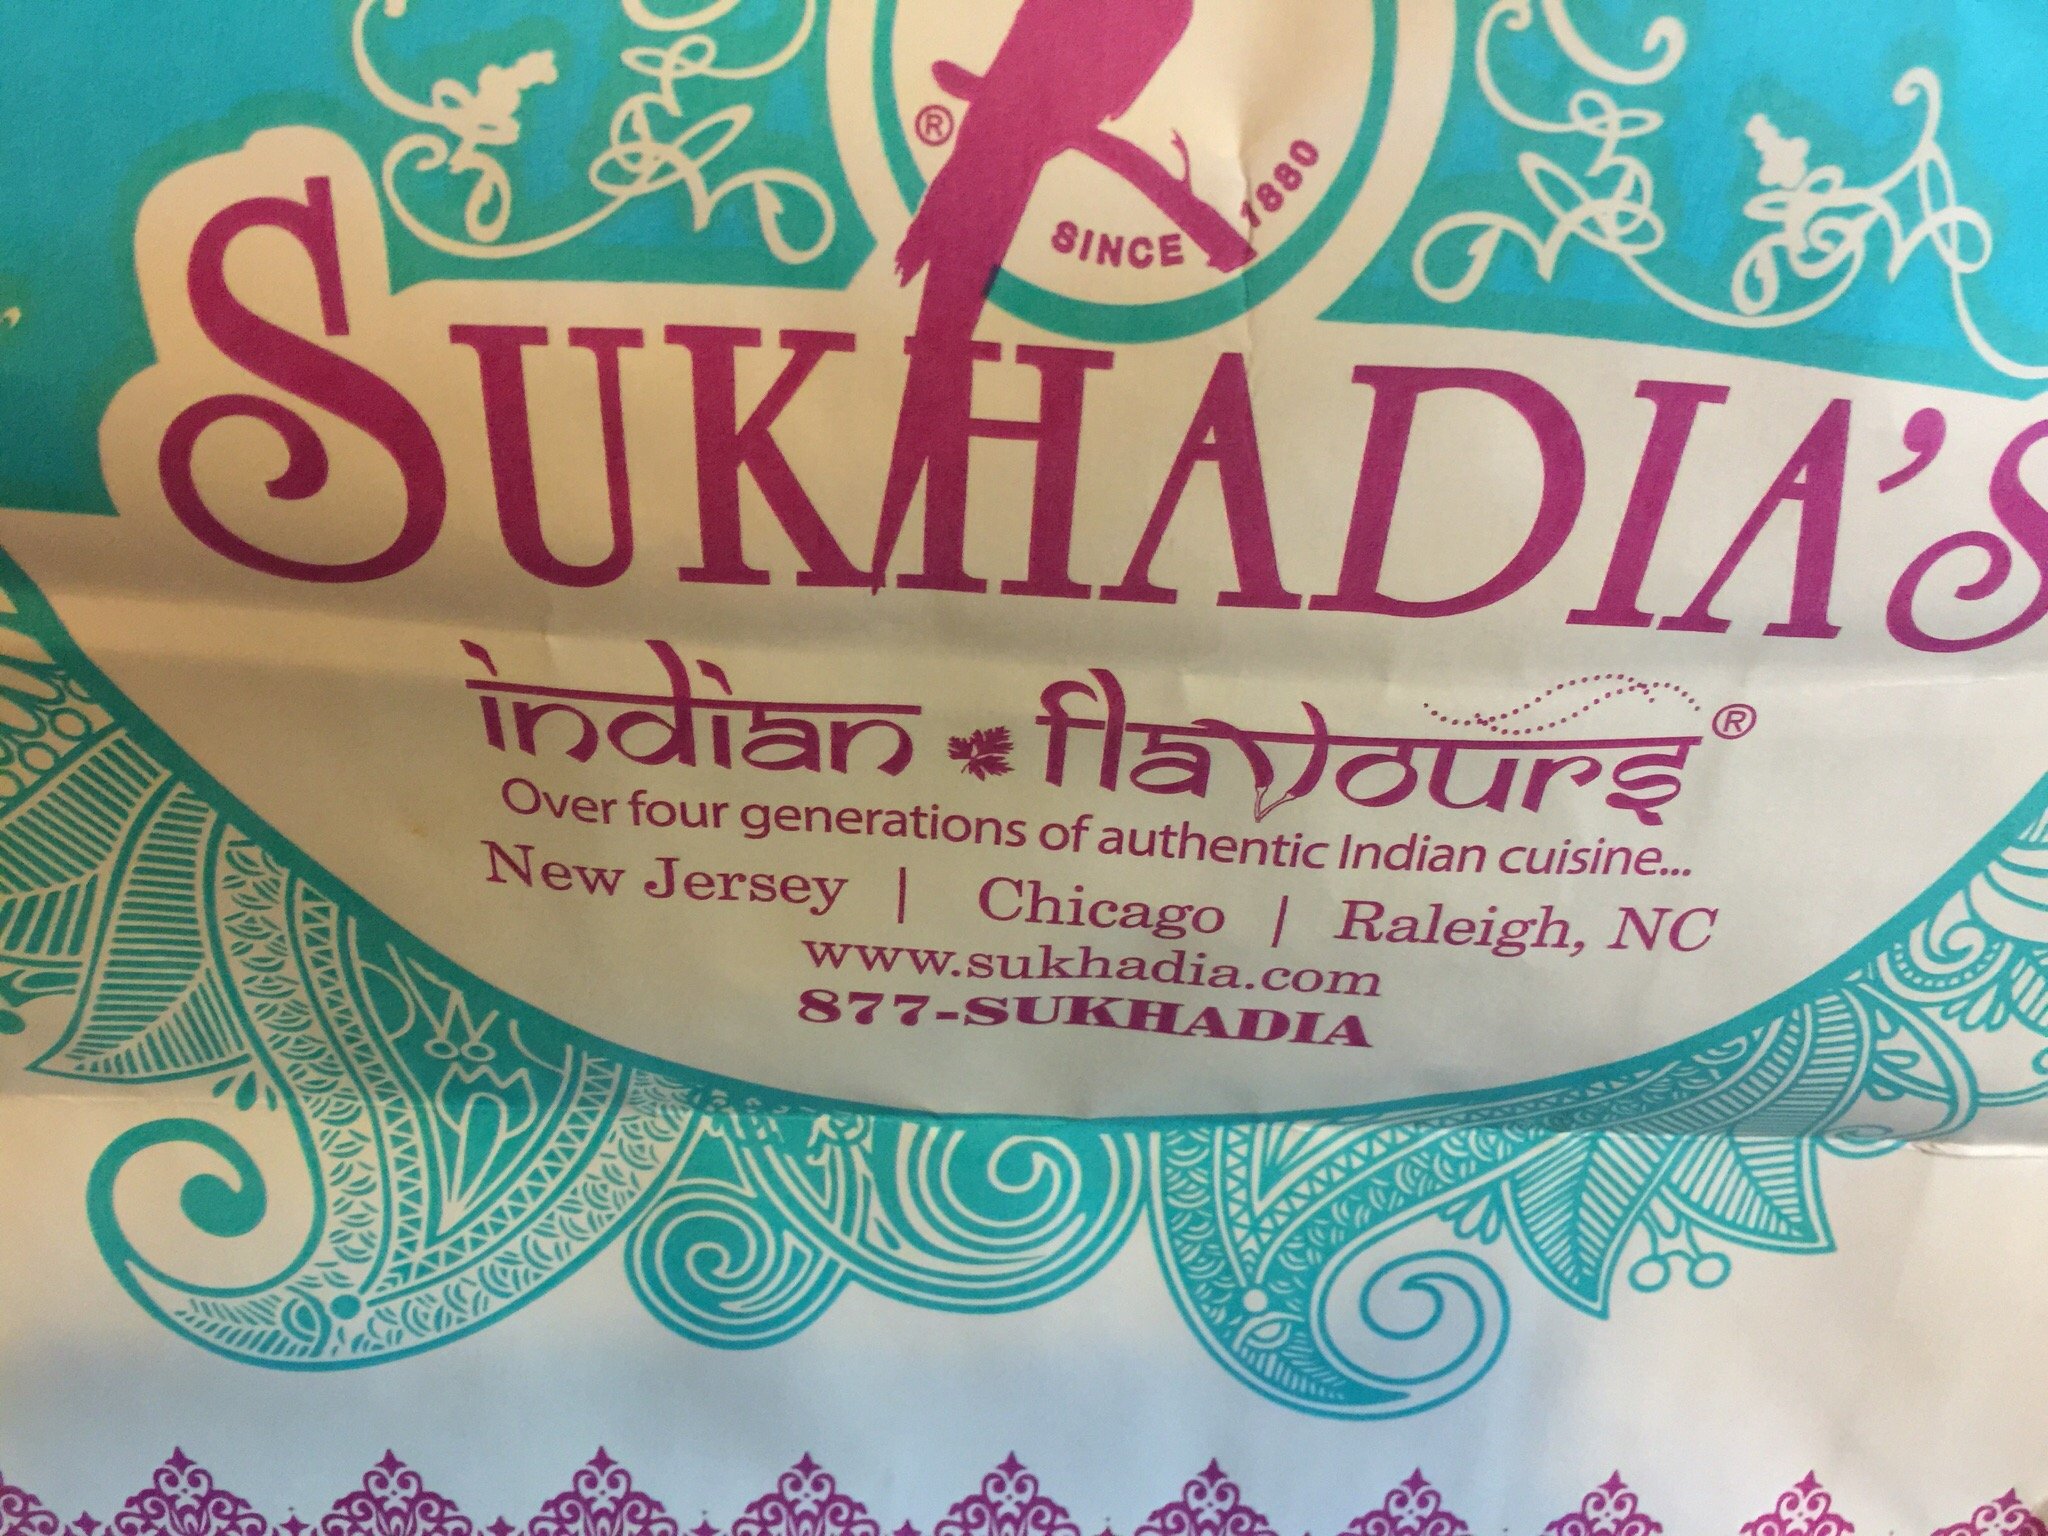 ®
SINCE 1880
SUKHADIA'S
indian flavours®
Over four generations of authentic Indian cuisine...
New Jersey | Chicago | Raleigh, NC
www.sukhadia.com
877-SUKHADIA